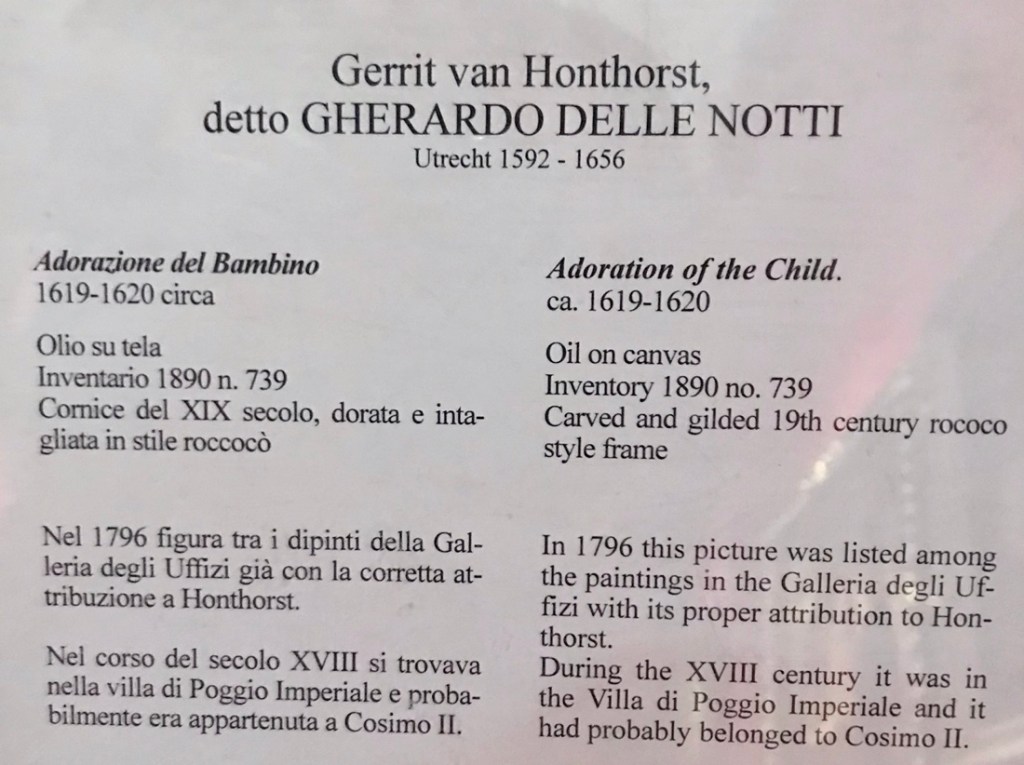 Gerrit van Honthorst,
detto GHERARDO DELLE NOTTI
Utrecht 1592 - 1656
Adorazione del Bambino
1619-1620 circa
Olio su tela
Inventario 1890 n. 739
Cornice del XIX secolo, dorata e inta-
gliata in stile roccocò
Nel 1796 figura tra i dipinti della Gal-
leria degli Uffizi già con la corretta at-
tribuzione a Honthorst.
Nel corso del secolo XVIII si trovava
nella villa di Poggio Imperiale e proba-
bilmente era appartenuta a Cosimo II.
Adoration of the Child.
ca. 1619-1620
Oil on canvas
Inventory 1890 no. 739
Carved and gilded 19th century rococo
style frame
In 1796 this picture was listed among
the paintings in the Galleria degli Uf-
fizi with its proper attribution to Hon-
thorst.
During the XVIII century it was in
the Villa di Poggio Imperiale and it
had probably belonged to Cosimo II.